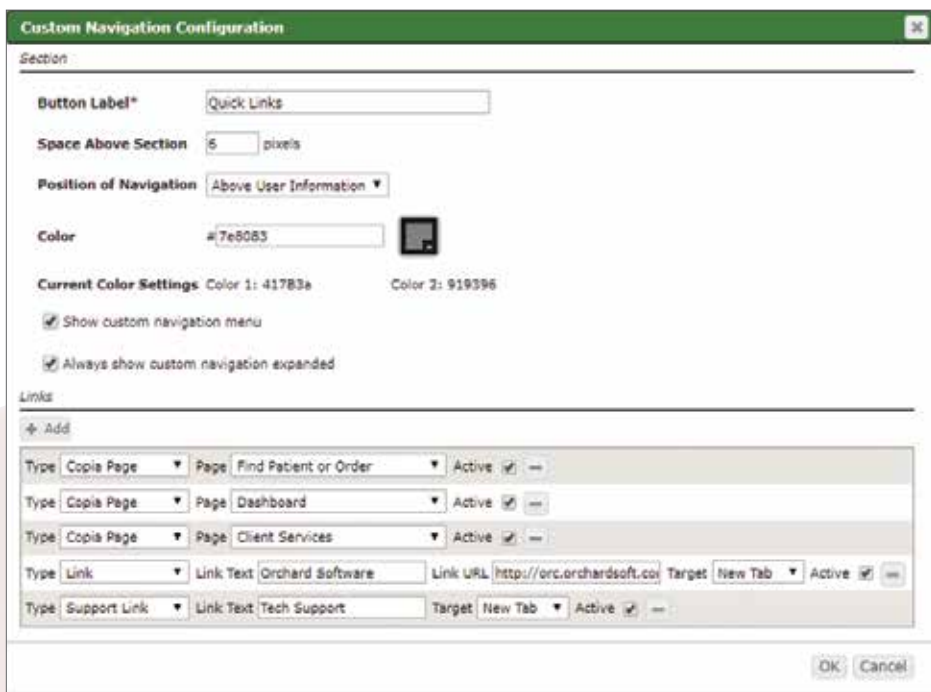 Custom Navigation Configuration
Section
Button Label* Quick Links
Space Above Section 6 pixels
Position of Navigation Above User Information
Color #7e8083
Current Color Settings Color 1: 41783a Color 2: 919396
Show custom navigation menu
Always show custom navigation expanded
Links
+ Add
Type Copia Page Page Find Patient or Order Active
Type Copia Page Page Dashboard Active
Type Copia Page Page Client Services Active
Type Link Link Text Orchard Software Link URL http://orc.orchardsoft.co Target New Tab Active
Type Support Link Link Text Tech Support Target New Tab Active
OK Cancel